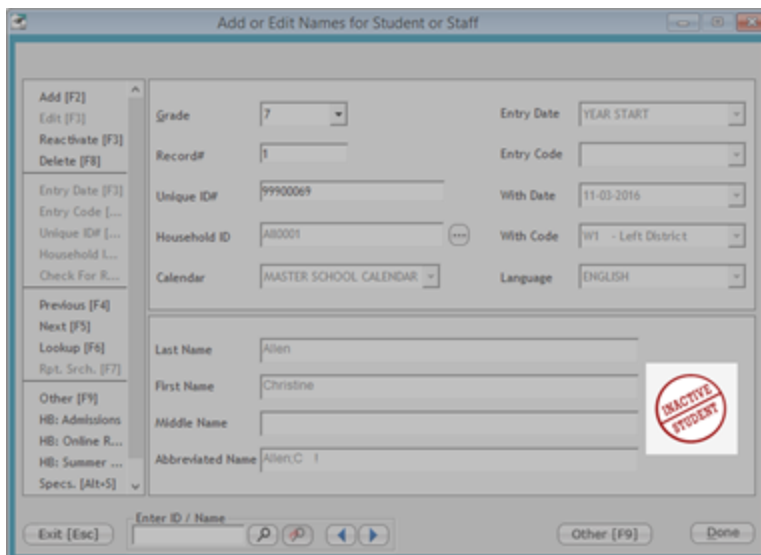 Add or Edit Names for Student or Staff
Add [F2]
Edit [F3]
Reactivate [F3]
Delete [F8]
Entry Date [F3]
Entry Code [...
Unique ID# [...
Household I...
Check For R...
Previous [F4]
Next [F5]
Lookup [F6]
Rpt. Srch. [F7]
Other [F9]
HB: Admissions
HB: Online R...
HB: Summer ...
Specs. [Alt+S]
Grade 7
Record# 1
Unique ID# 99900069
Household ID A80001
Calendar MASTER SCHOOL CALENDAR
Entry Date YEAR START
Entry Code
With Date 11-03-2016
With Code W1 - Left District
Language ENGLISH
Last Name Allen
First Name Christine
Middle Name
Abbreviated Name Allen;C
INACTIVE
STUDENT
Exit [Esc]
Enter ID / Name
Other [F9]
Done